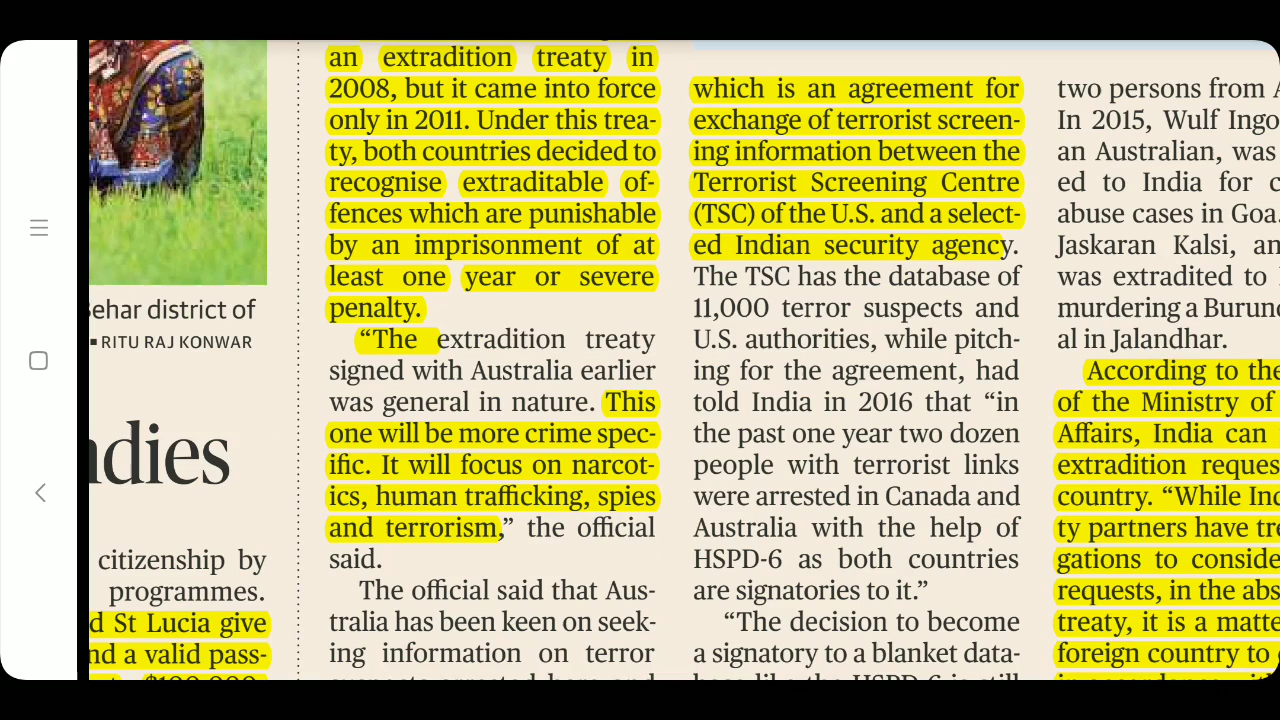 Behar district of
RITU RAJ KONWAR
ndies
citizenship by
programmes.
d St Lucia give
nd a valid pass-
an extradition treaty in
2008, but it came into force
only in 2011. Under this trea-
ty, both countries decided to
recognise extraditable of-
fences which are punishable
by an imprisonment of at
least one year or severe
penalty.
“The extradition treaty
signed with Australia earlier
was general in nature. This
one will be more crime spec-
ific. It will focus on narcot-
ics, human trafficking, spies
and terrorism,” the official
said.
The official said that Aus-
tralia has been keen on seek-
ing information on terror
which is an agreement for
exchange of terrorist screen-
ing information between the
Terrorist Screening Centre
(TSC) of the U.S. and a select-
ed Indian security agency.
The TSC has the database of
11,000 terror suspects and
U.S. authorities, while pitch-
ing for the agreement, had
told India in 2016 that “in
the past one year two dozen
people with terrorist links
were arrested in Canada and
Australia with the help of
HSPD-6 as both countries
are signatories to it.”
“The decision to become
a signatory to a blanket data-
base like the HSPD-6 is still
two persons from A
In 2015, Wulf Ingo
an Australian, was
ed to India for c
abuse cases in Goa.
Jaskaran Kalsi, an
was extradited to
murdering a Burund
al in Jalandhar.
According to the
of the Ministry of
Affairs, India can
extradition reques
country. “While Ind
ty partners have tre
gations to conside
requests, in the abs
treaty, it is a matte
foreign country to